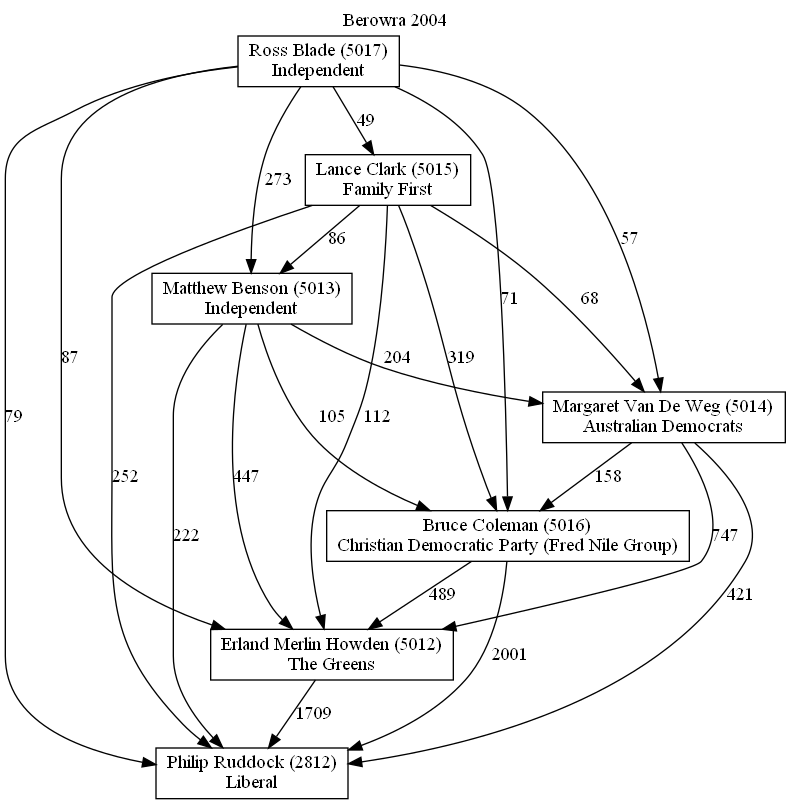 Berowra 2004
Ross Blade (5017)
Independent
49
Lance Clark (5015)
Family First
273
86
57
71
68
Matthew Benson (5013)
Independent
79
87
204
319
Margaret Van De Weg (5014)
Australian Democrats
105
112
252
447
158
222
Bruce Coleman (5016)
Christian Democratic Party (Fred Nile Group)
747
489
421
Erland Merlin Howden (5012)
The Greens
2001
1709
Philip Ruddock (2812)
Liberal